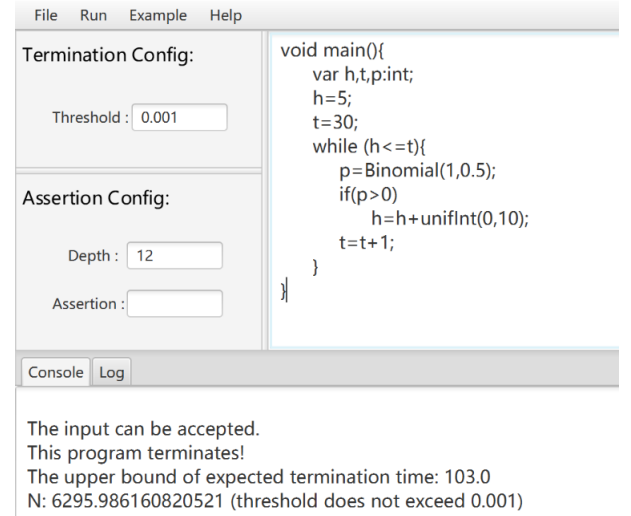 File Run Example Help
Termination Config:
Threshold : 0.001
Assertion Config:
Depth : 12
Assertion :
void main(){
var h,t,p:int;
h=5;
t=30;
while (h<=t){
p=Binomial(1,0.5);
if(p>0)
h=h+unifInt(0,10);
t=t+1;
}
}
Console Log
The input can be accepted.
This program terminates!
The upper bound of expected termination time: 103.0
N: 6295.986160820521 (threshold does not exceed 0.001)